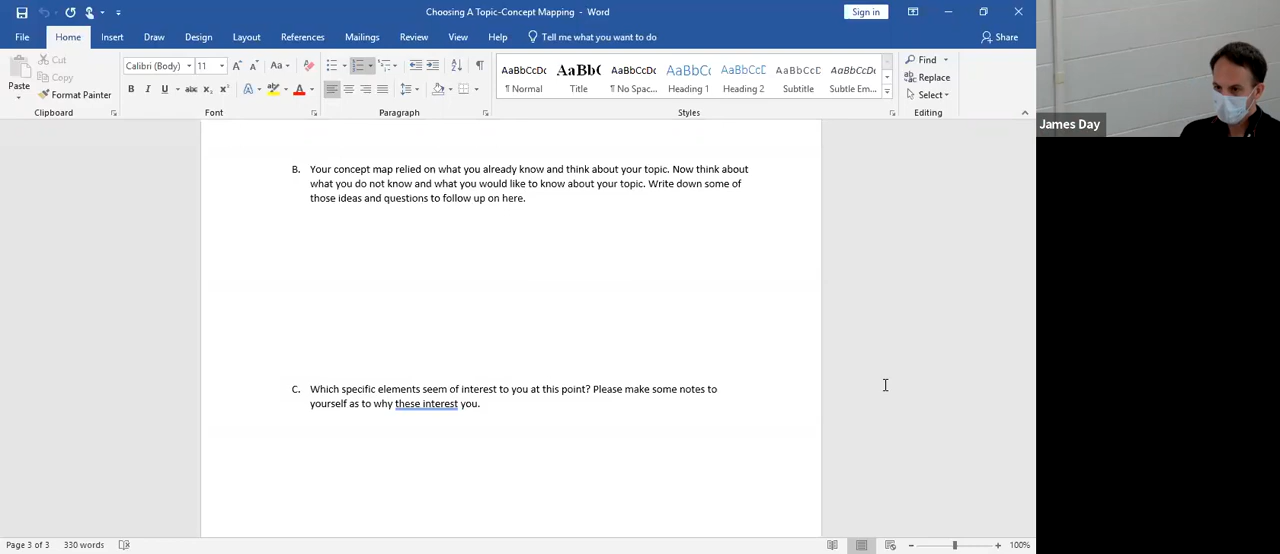 Choosing A Topic-Concept Mapping - Word
Sign in
File Home Insert Draw Design Layout References Mailings Review View Help Tell me what you want to do Share
Paste
Cut
Copy
Format Painter
Clipboard
Calibri (Body) 11
Font
Paragraph
AaBbCcDc AaBb( AaBbCcDc AaBbC( AaBbCcD AaBbCcD AaBbCcDc
¶ Normal Title ¶ No Spac... Heading 1 Heading 2 Subtitle Subtle Em...
Styles
Find
Replace
Select
Editing
James Day
B. Your concept map relied on what you already know and think about your topic. Now think about
what you do not know and what you would like to know about your topic. Write down some of
those ideas and questions to follow up on here.
C. Which specific elements seem of interest to you at this point? Please make some notes to
yourself as to why these interest you.
Page 3 of 3 330 words 100%